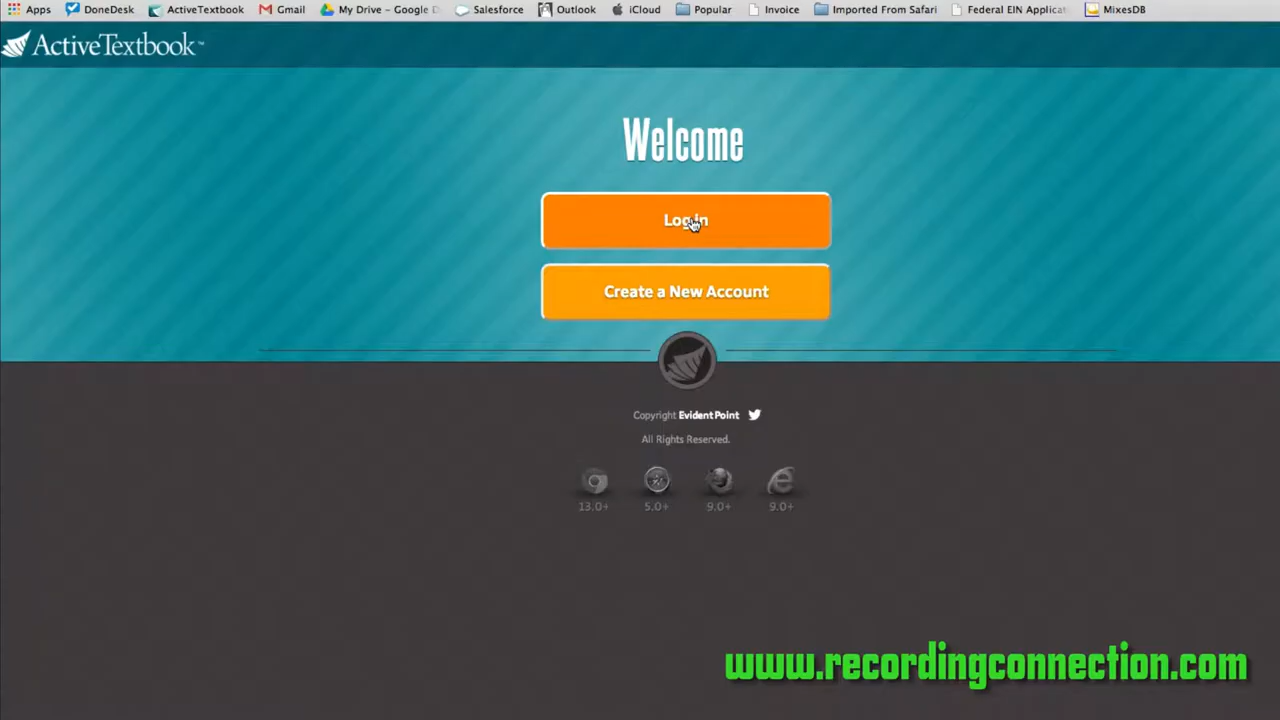 Apps DoneDesk ActiveTextbook Gmail My Drive - Google D Salesforce Outlook iCloud Popular Invoice Imported From Safari Federal EIN Applicat MixesDB
ActiveTextbook™
Welcome
Log in
Create a New Account
Copyright EvidentPoint
All Rights Reserved.
13.0+ 5.0+ 9.0+ 9.0+
www.recordingconnection.com